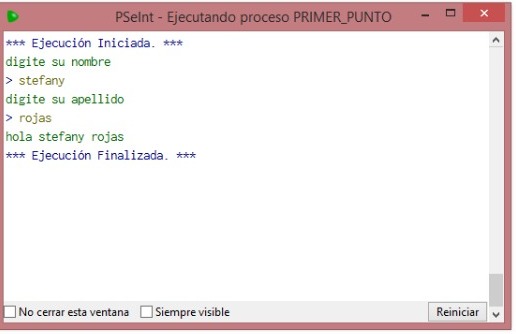 PSeInt - Ejecutando proceso PRIMER_PUNTO
*** Ejecución Iniciada. ***
digite su nombre
> stefany
digite su apellido
> rojas
hola stefany rojas
*** Ejecución Finalizada. ***
No cerrar esta ventana Siempre visible Reiniciar